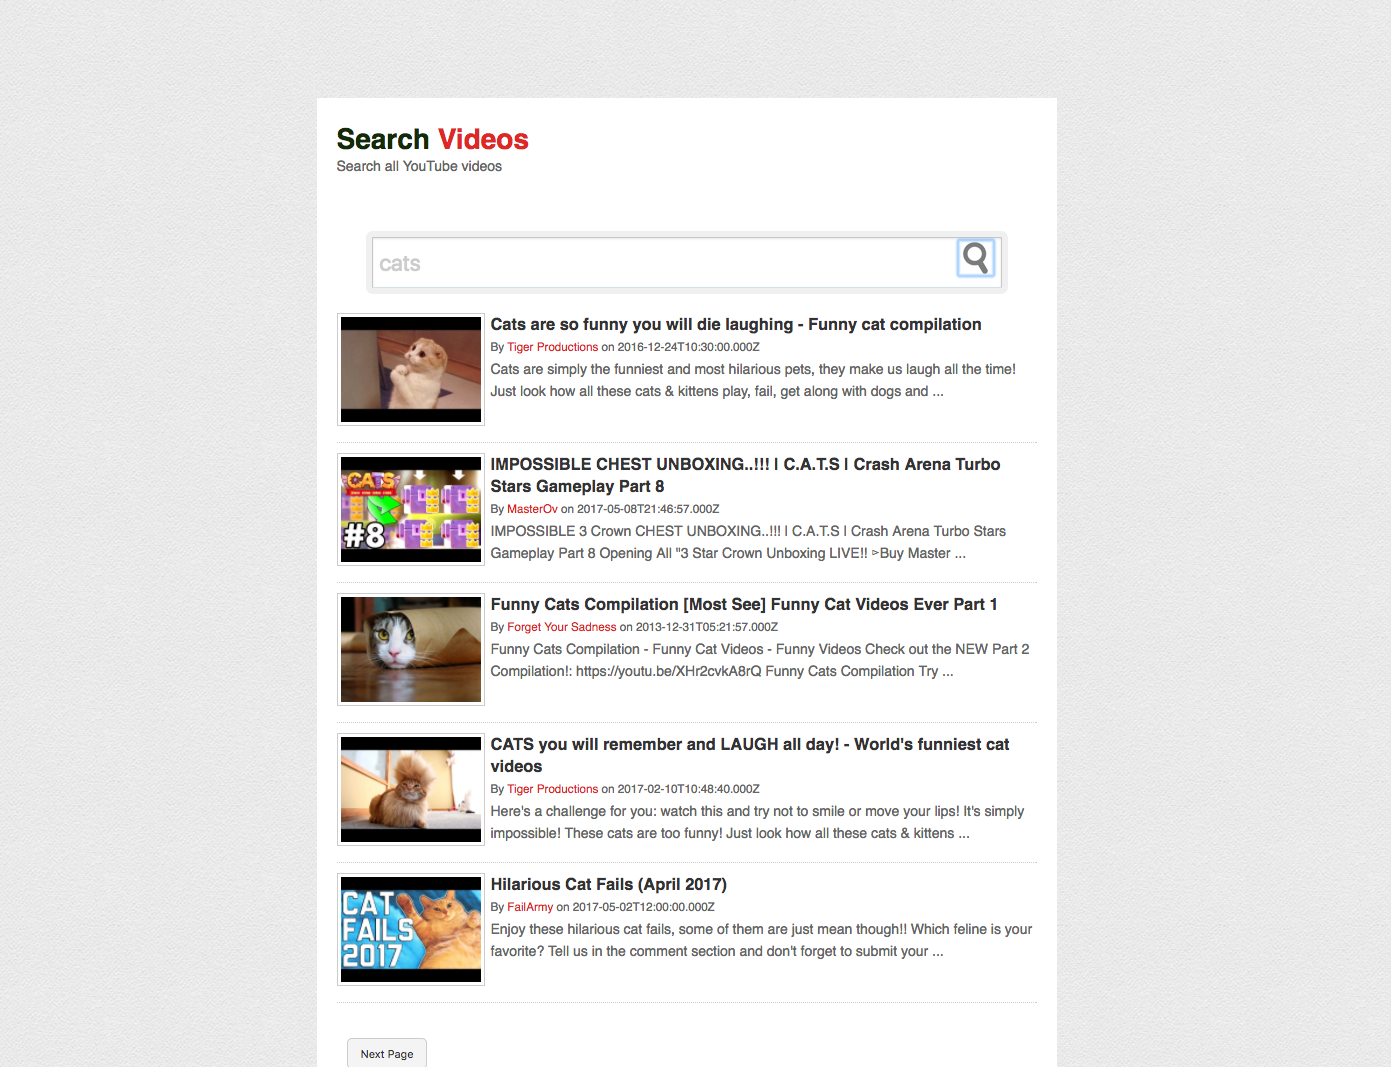 Search Videos
Search all YouTube videos
cats
Cats are so funny you will die laughing - Funny cat compilation
By Tiger Productions on 2016-12-24T10:30:00.000Z
Cats are simply the funniest and most hilarious pets, they make us laugh all the time!
Just look how all these cats & kittens play, fail, get along with dogs and ...
CATS
#8
IMPOSSIBLE CHEST UNBOXING..!!! | C.A.T.S | Crash Arena Turbo
Stars Gameplay Part 8
By MasterOv on 2017-05-08T21:46:57.000Z
IMPOSSIBLE 3 Crown CHEST UNBOXING..!!! | C.A.T.S | Crash Arena Turbo Stars
Gameplay Part 8 Opening All "3 Star Crown Unboxing LIVE!! ⊳Buy Master ...
Funny Cats Compilation [Most See] Funny Cat Videos Ever Part 1
By Forget Your Sadness on 2013-12-31T05:21:57.000Z
Funny Cats Compilation - Funny Cat Videos - Funny Videos Check out the NEW Part 2
Compilation!: https://youtu.be/XHr2cvkA8rQ Funny Cats Compilation Try ...
CATS you will remember and LAUGH all day! - World's funniest cat
videos
By Tiger Productions on 2017-02-10T10:48:40.000Z
Here's a challenge for you: watch this and try not to smile or move your lips! It's simply
impossible! These cats are too funny! Just look how all these cats & kittens ...
CAT
FAILS
2017
Hilarious Cat Fails (April 2017)
By FailArmy on 2017-05-02T12:00:00.000Z
Enjoy these hilarious cat fails, some of them are just mean though!! Which feline is your
favorite? Tell us in the comment section and don't forget to submit your ...
Next Page